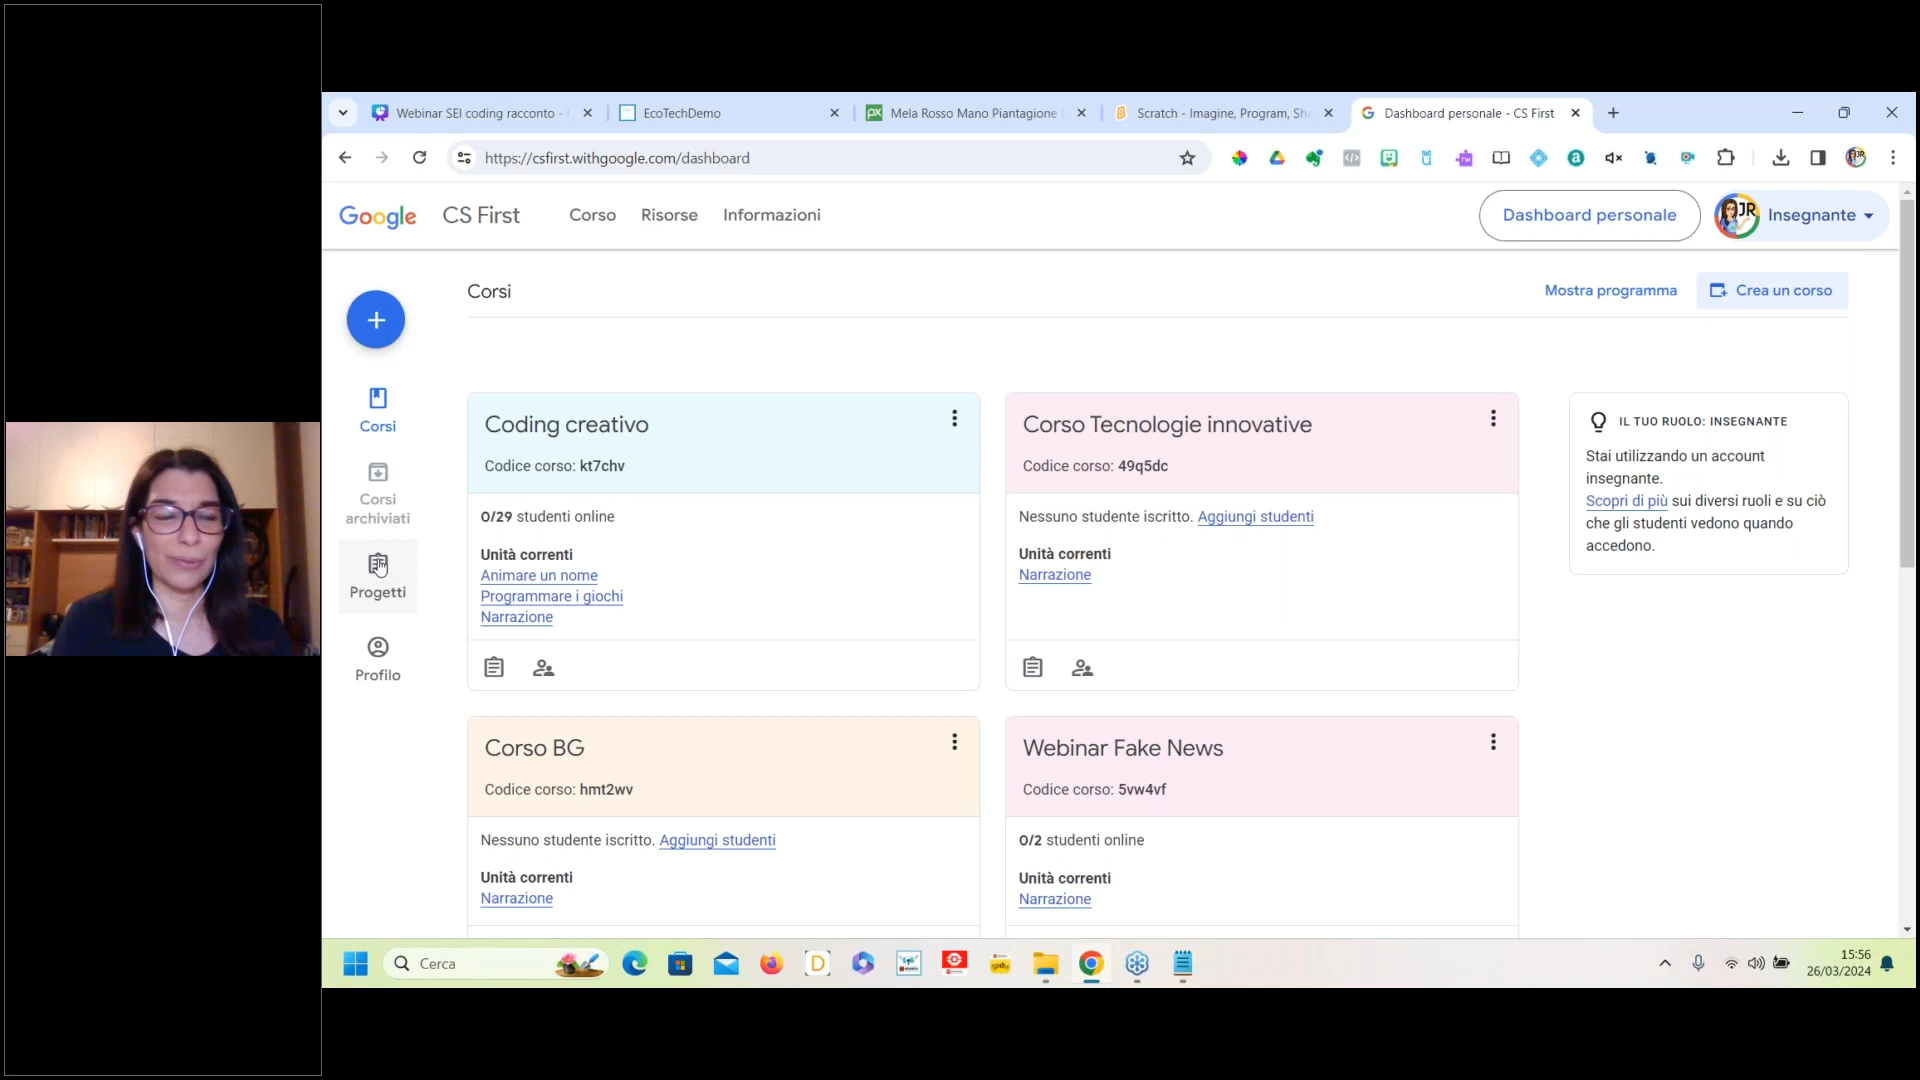 Webinar SEI coding racconto -
EcoTechDemo
Mela Rosso Mano Piantagione
Scratch - Imagine, Program, Sh
Dashboard personale - CS First
https://csfirst.withgoogle.com/dashboard
Google CS First
Corso
Risorse
Informazioni
Dashboard personale
JR
Insegnante
Corsi
Mostra programma
Crea un corso
Corsi
Corsi
archiviati
Progetti
Profilo
Coding creativo
Codice corso: kt7chv
0/29 studenti online
Unità correnti
Animare un nome
Programmare i giochi
Narrazione
Corso Tecnologie innovative
Codice corso: 49q5dc
Nessuno studente iscritto. Aggiungi studenti
Unità correnti
Narrazione
IL TUO RUOLO: INSEGNANTE
Stai utilizzando un account
insegnante.
Scopri di più sui diversi ruoli e su ciò
che gli studenti vedono quando
accedono.
Corso BG
Codice corso: hmt2wv
Nessuno studente iscritto. Aggiungi studenti
Unità correnti
Narrazione
Webinar Fake News
Codice corso: 5vw4vf
0/2 studenti online
Unità correnti
Narrazione
Cerca
15:56
26/03/2024